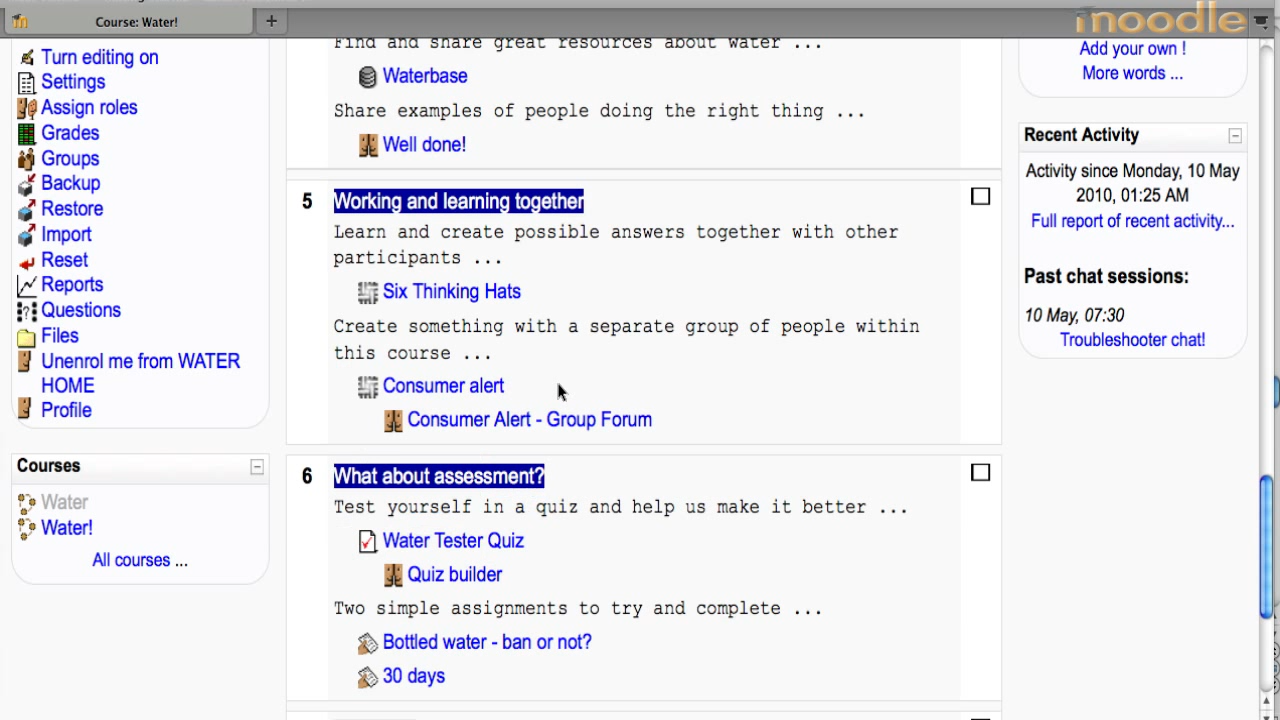 Course: Water!
+
moodle
Turn editing on
Settings
Assign roles
Grades
Groups
Backup
Restore
Import
Reset
Reports
Questions
Files
Unenrol me from WATER
HOME
Profile
Courses
Water
Water!
All courses ...
Find and share great resources about water ...
Waterbase
Share examples of people doing the right thing ...
Well done!
5
Working and learning together
Learn and create possible answers together with other
participants ...
Six Thinking Hats
Create something with a separate group of people within
this course ...
Consumer alert
Consumer Alert - Group Forum
6
What about assessment?
Test yourself in a quiz and help us make it better ...
Water Tester Quiz
Quiz builder
Two simple assignments to try and complete ...
Bottled water - ban or not?
30 days
Add your own !
More words ...
Recent Activity
Activity since Monday, 10 May
2010, 01:25 AM
Full report of recent activity...
Past chat sessions:
10 May, 07:30
Troubleshooter chat!